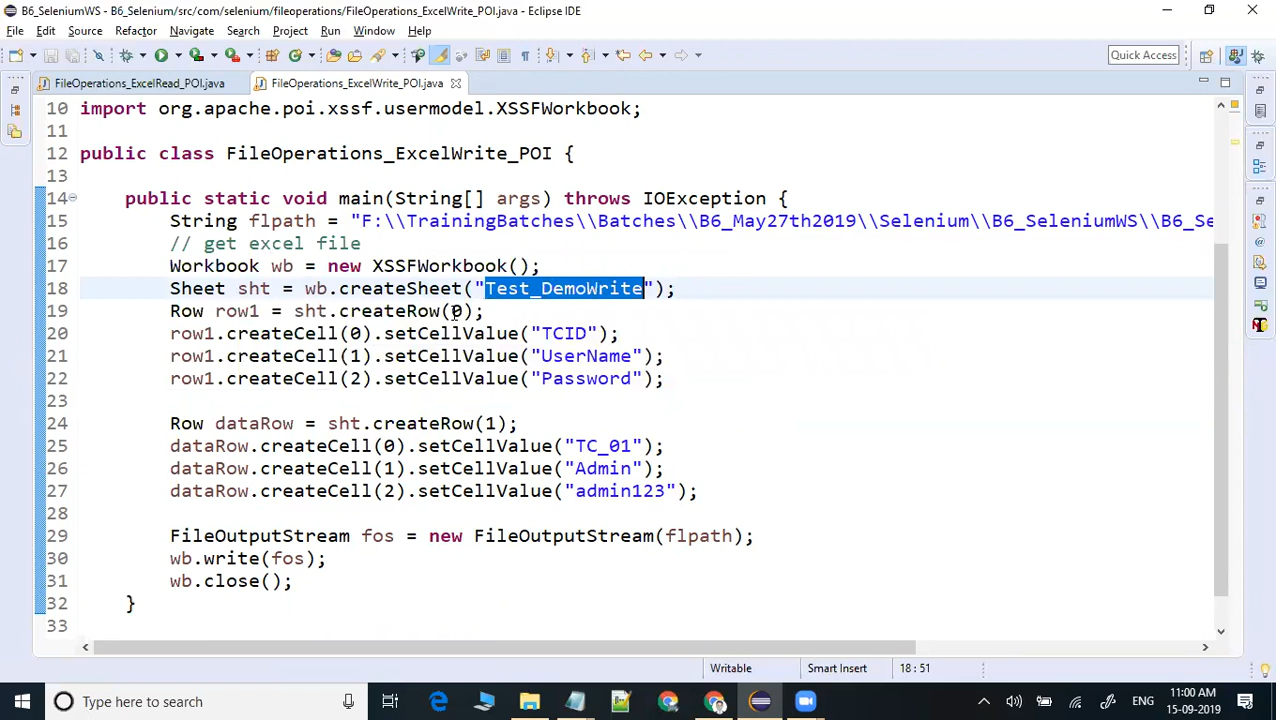 B6_SeleniumWS - B6_Selenium/src/com/selenium/fileoperations/FileOperations_ExcelWrite_POI.java - Eclipse IDE
File Edit Source Refactor Navigate Search Project Run Window Help
Quick Access
FileOperations_ExcelRead_POI.java FileOperations_ExcelWrite_POI.java
10 import org.apache.poi.xssf.usermodel.XSSFWorkbook;
11
12 public class FileOperations_ExcelWrite_POI {
13
14 public static void main(String[] args) throws IOException {
15 String flpath = "F:\\TrainingBatches\\Batches\\B6_May27th2019\\Selenium\\B6_SeleniumWS\\B6_Se
16 // get excel file
17 Workbook wb = new XSSFWorkbook();
18 Sheet sht = wb.createSheet("Test_DemoWrite");
19 Row row1 = sht.createRow(0);
20 row1.createCell(0).setCellValue("TCID");
21 row1.createCell(1).setCellValue("UserName");
22 row1.createCell(2).setCellValue("Password");
23
24 Row dataRow = sht.createRow(1);
25 dataRow.createCell(0).setCellValue("TC_01");
26 dataRow.createCell(1).setCellValue("Admin");
27 dataRow.createCell(2).setCellValue("admin123");
28
29 FileOutputStream fos = new FileOutputStream(flpath);
30 wb.write(fos);
31 wb.close();
32 }
33
Writable Smart Insert 18 : 51
Type here to search
ENG
11:00 AM
15-09-2019